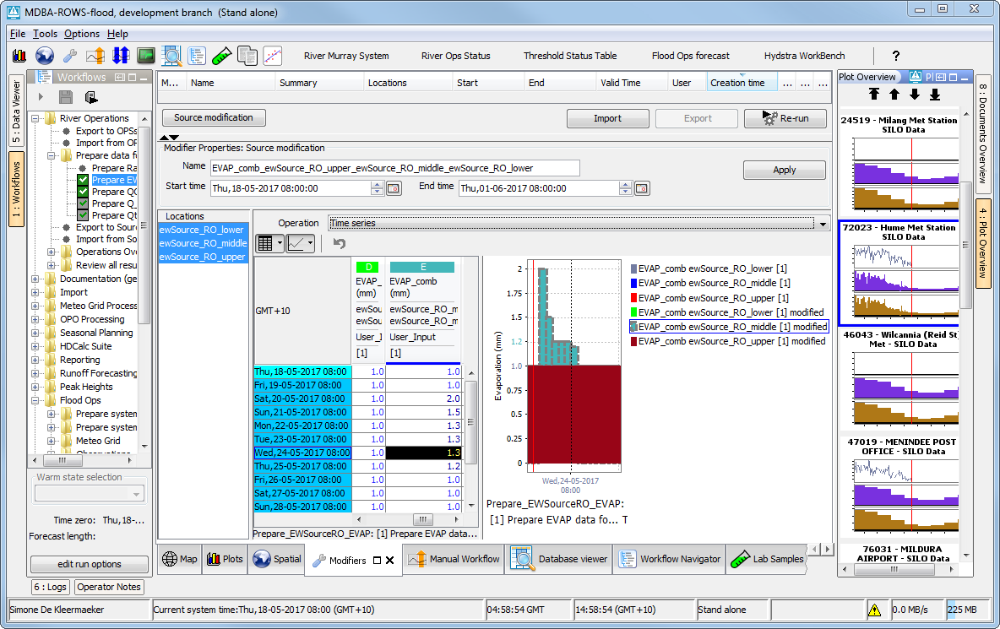 MDBA-ROWS-flood, development branch (Stand alone)
File Tools Options Help
River Murray System River Ops Status Threshold Status Table Flood Ops forecast Hydstra WorkBench ?
5 : Data Viewer
1 : Workflows
Workflows
River Operations
Export to OPSs
Import from OF
Prepare data f
Prepare Ra
Prepare EV
Prepare QC
Prepare Q_
Prepare Qt
Export to Sour
Import from So
Operations Ov
Review all resu
Documentation (ge
Import
Meteo Grid Process
OPO Processing
Seasonal Planning
HDCalc Suite
Reporting
Runoff Forecasting
Peak Heights
Flood Ops
Prepare system
Prepare system
Meteo Grid
Warm state selection
Time zero: Thu,18-...
Forecast length:
edit run options
6 : Logs Operator Notes
M... Name Summary Locations Start End Valid Time User Creation time ... ... ...
Source modification Import Export Re-run
Modifier Properties: Source modification
Name EVAP_comb_ewSource_RO_upper_ewSource_RO_middle_ewSource_RO_lower
Apply
Start time Thu,18-05-2017 08:00:00 End time Thu,01-06-2017 08:00:00
Locations
ewSource_RO_lower
ewSource_RO_middle
ewSource_RO_upper
Operation Time series
D E
EVAP_ EVAP_comb
(mm) (mm)
GMT+10
ewSou ewSource_RO_m
ewSou ewSource_RO_m
User_I User_Input
[1] [1]
Thu,18-05-2017 08:00 1.0 1.0
Fri,19-05-2017 08:00 1.0 1.0
Sat,20-05-2017 08:00 1.0 2.0
Sun,21-05-2017 08:00 1.0 1.5
Mon,22-05-2017 08:00 1.0 1.3
Tue,23-05-2017 08:00 1.0 1.3
Wed,24-05-2017 08:00 1.0 1.3
Thu,25-05-2017 08:00 1.0 1.2
Fri,26-05-2017 08:00 1.0 1.0
Sat,27-05-2017 08:00 1.0 1.0
Sun,28-05-2017 08:00 1.0 1.0
Prepare_EWSourceRO_EVAP: [1] Prepare EVAP data...
Evaporation (mm)
2
1.75
1.5
1.25
1.0
0.75
0.5
0.25
0
Wed,24-05-2017
08:00
EVAP_comb ewSource_RO_lower [1]
EVAP_comb ewSource_RO_middle [1]
EVAP_comb ewSource_RO_upper [1]
EVAP_comb ewSource_RO_lower [1] modified
EVAP_comb ewSource_RO_middle [1] modified
EVAP_comb ewSource_RO_upper [1] modified
Prepare_EWSourceRO_EVAP:
[1] Prepare EVAP data fo... T
Map Plots Spatial Modifiers Manual Workflow Database viewer Workflow Navigator Lab Samples
Plot Overview Pl
24519 - Milang Met Station
SILO Data
72023 - Hume Met Station
SILO Data
46043 - Wilcannia (Reid St)
Met - SILO Data
47019 - MENINDEE POST
OFFICE - SILO Data
76031 - MILDURA
AIRPORT - SILO Data
8 : Documents Overview
4 : Plot Overview
Simone De Kleermaeker Current system time:Thu,18-05-2017 08:00 (GMT+10) 04:58:54 GMT 14:58:54 (GMT+10) Stand alone 0.0 MB/s 225 MB